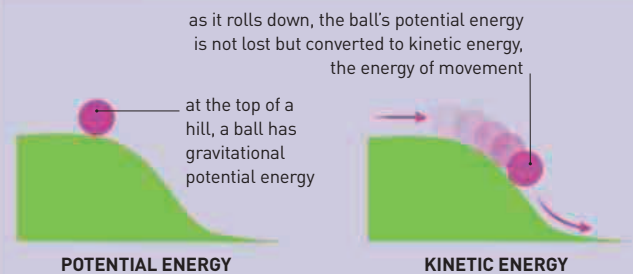 as it rolls down, the ball's potential energy
is not lost but converted to kinetic energy,
the energy of movement
at the top of a
hill, a ball has
gravitational
potential energy
POTENTIAL ENERGY
KINETIC ENERGY